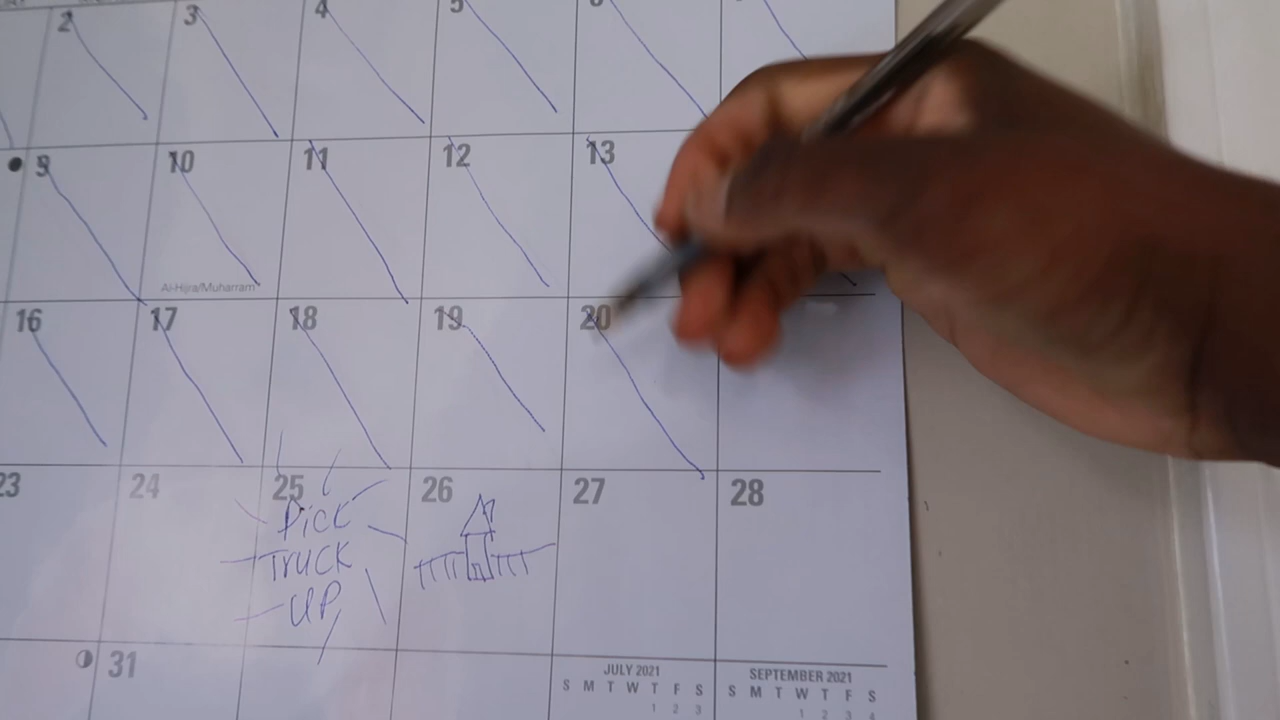 2 3 4 5
9 10 11 12 13
Al-Hijra/Muharram
16 17 18 19 20
23 24 25 26 27 28
PICK
TRUCK
UP
31
JULY 2021 SEPTEMBER 2021
S M T W T F S S M T W T F S
1 2 3 1 2 3 4